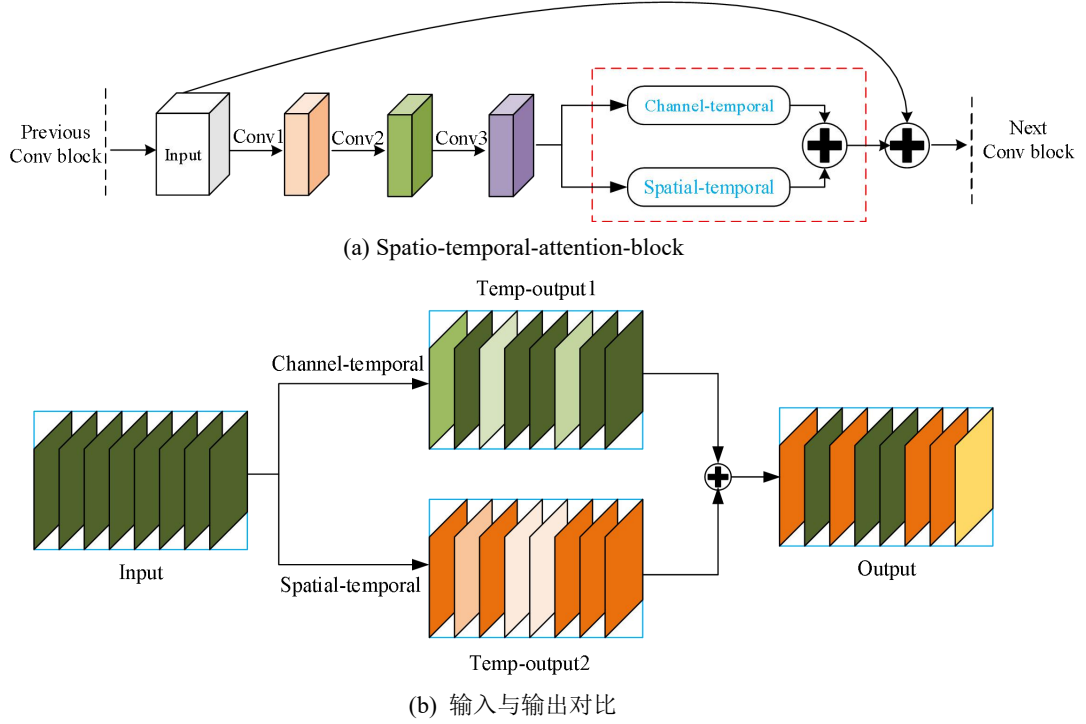 Previous
Conv block
Input
Conv1
Conv2
Conv3
Channel-temporal
Spatial-temporal
Next
Conv block
(a) Spatio-temporal-attention-block
Temp-output1
Channel-temporal
Input
Spatial-temporal
Output
Temp-output2
(b) 输入与输出对比